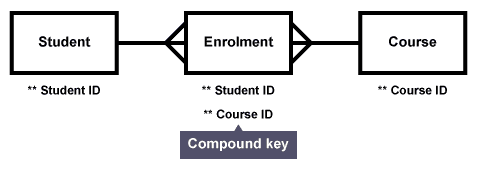 Student
Enrolment
Course
** Student ID
** Student ID
** Course ID
** Course ID
Compound key